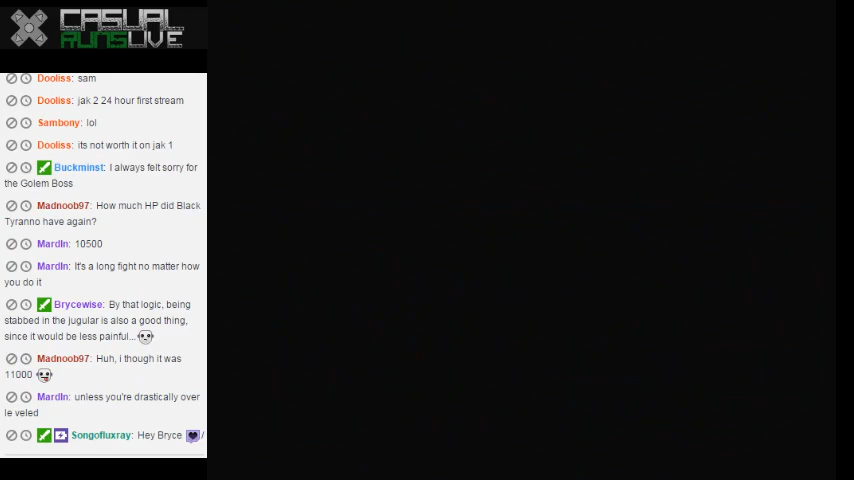 CASUAL
RUNSLIVE
Dooliss: sam
Dooliss: jak 2 24 hour first stream
Sambony: lol
Dooliss: its not worth it on jak 1
Buckminst: I always felt sorry for
the Golem Boss
Madnoob97: How much HP did Black
Tyranno have again?
Mardln: 10500
Mardln: It's a long fight no matter how
you do it
Brycewise: By that logic, being
stabbed in the jugular is also a good thing,
since it would be less painful...
Madnoob97: Huh, i though it was
11000
Mardln: unless you're drastically over
le veled
Songofluxray: Hey Bryce /